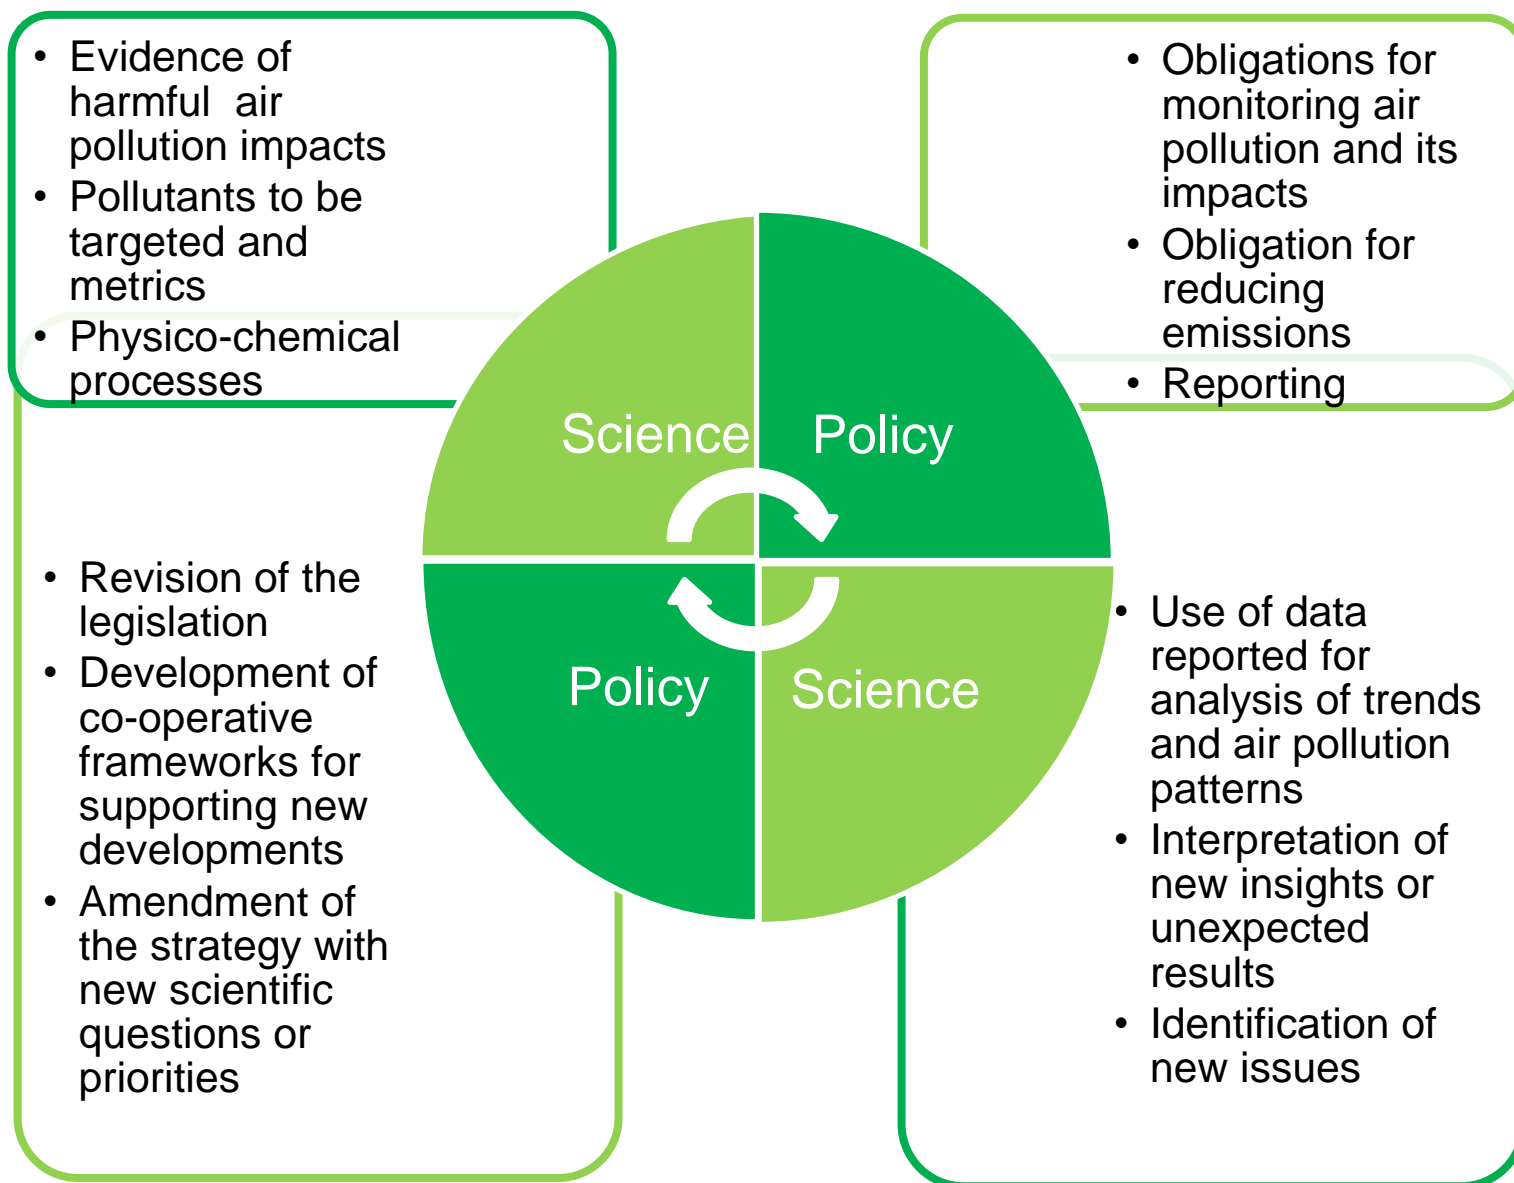 • Evidence of
harmful  air
pollution impacts
• Pollutants to be
targeted and
metrics
• Physico-chemical
processes
• Obligations for
monitoring air
pollution and its
impacts
• Obligation for
reducing
emissions
• Reporting
Science
Policy
Policy
Science
• Revision of the
legislation
• Development of
co-operative
frameworks for
supporting new
developments
• Amendment of
the strategy with
new scientific
questions or
priorities
• Use of data
reported for
analysis of trends
and air pollution
patterns
• Interpretation of
new insights or
unexpected
results
• Identification of
new issues